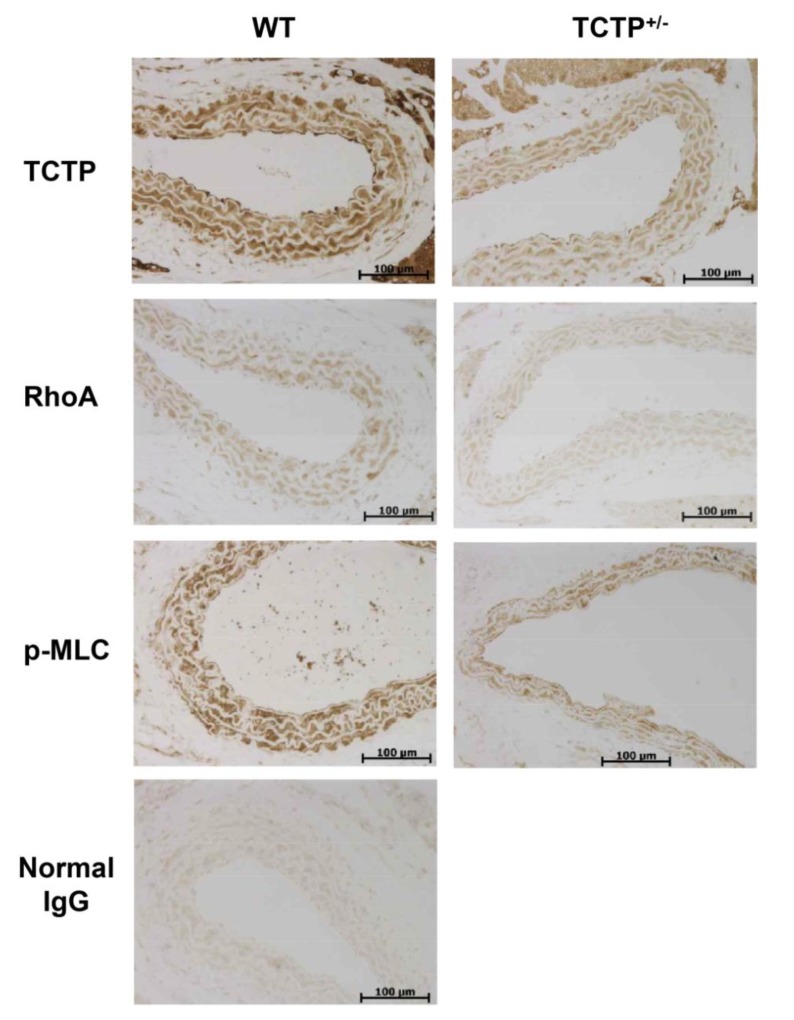 WT TCTP+/-
TCTP
100 µm 100 µm
RhoA
100 µm 100 µm
p-MLC
100 µm 100 µm
Normal
IgG
100 µm